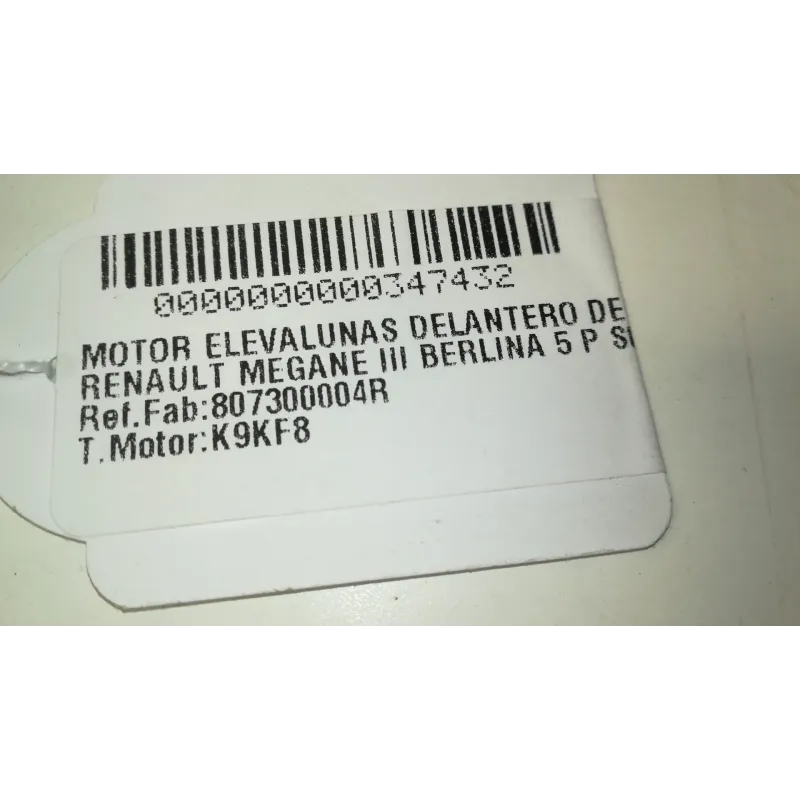 0000000000347432
MOTOR ELEVALUNAS DELANTERO DE
RENAULT MEGANE III BERLINA 5 P
Ref.Fab:807300004R
T.Motor:K9KF8